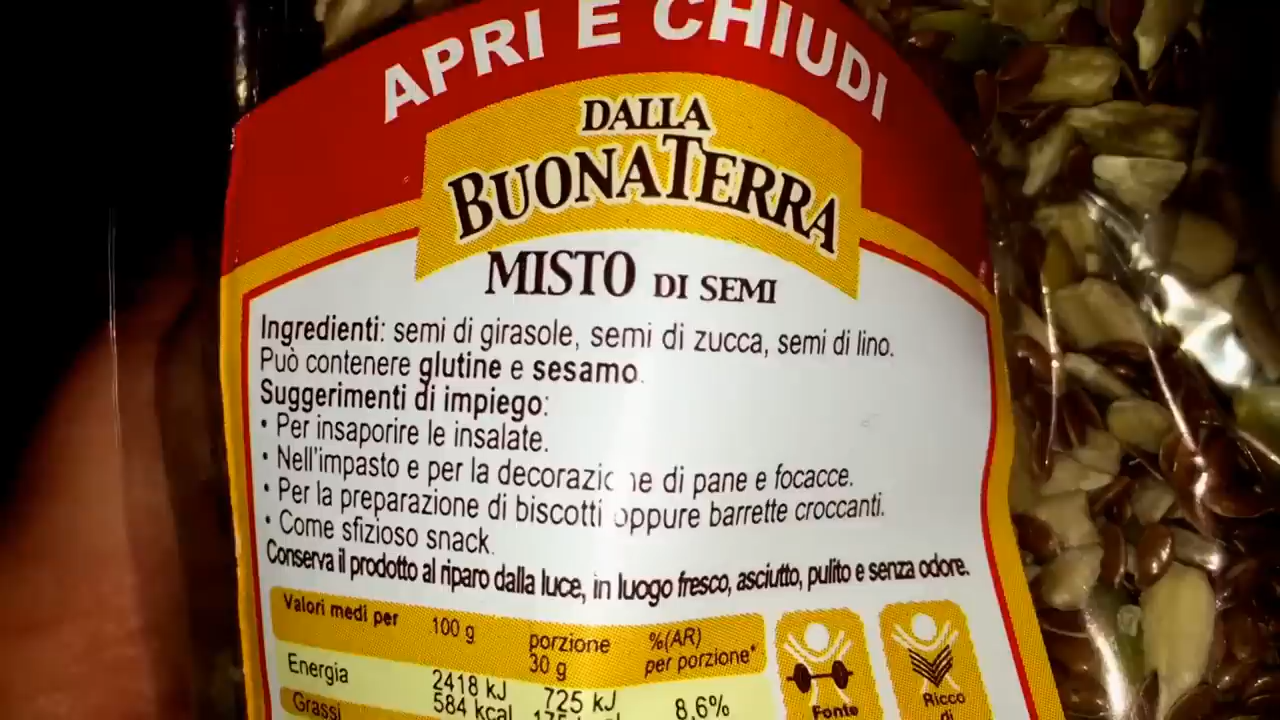 APRI E CHIUDI
DALLA
BUONATERRA
MISTO DI SEMI
Ingredienti: semi di girasole, semi di zucca, semi di lino.
Può contenere glutine e sesamo.
Suggerimenti di impiego:
• Per insaporire le insalate.
• Nell'impasto e per la decorazione di pane e focacce.
• Per la preparazione di biscotti oppure barrette croccanti.
• Come sfizioso snack.
Conserva il prodotto al riparo dalla luce, in luogo fresco, asciutto, pulito e senza odore.
Valori medi per 100 g porzione 30 g %(AR) per porzione*
Energia 2418 kJ 725 kJ
584 kcal 8,6%
Grassi
Fonte
Ricco
di